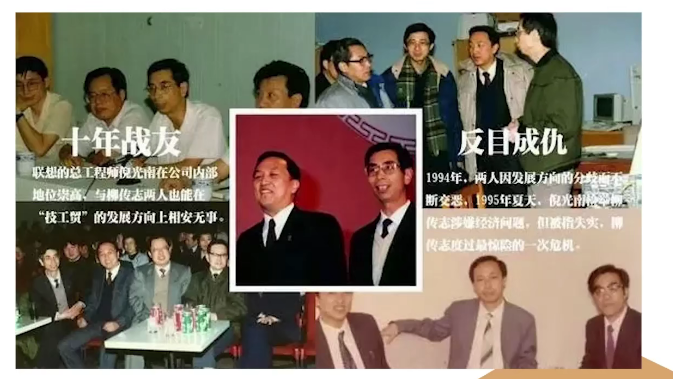 十年战友
联想的总工程师倪光南在公司内部
地位崇高、与柳传志两人也能在
“技工贸”的发展方向上相安无事。
反目成仇
1994年，两人因发展方向的分歧而不
断交恶，1995年夏天，倪光南检举柳
传志涉嫌经济问题，但被指失实，柳
传志度过最惊险的一次危机。